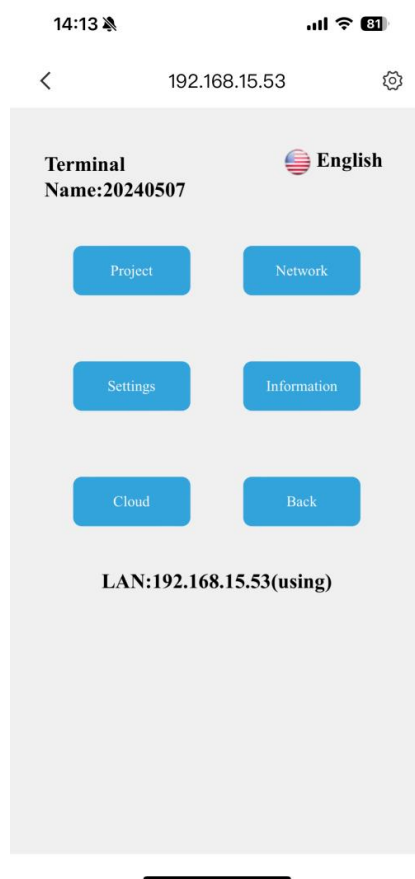 14:13
81
192.168.15.53
Terminal
Name:20240507
English
Project
Network
Settings
Information
Cloud
Back
LAN:192.168.15.53(using)